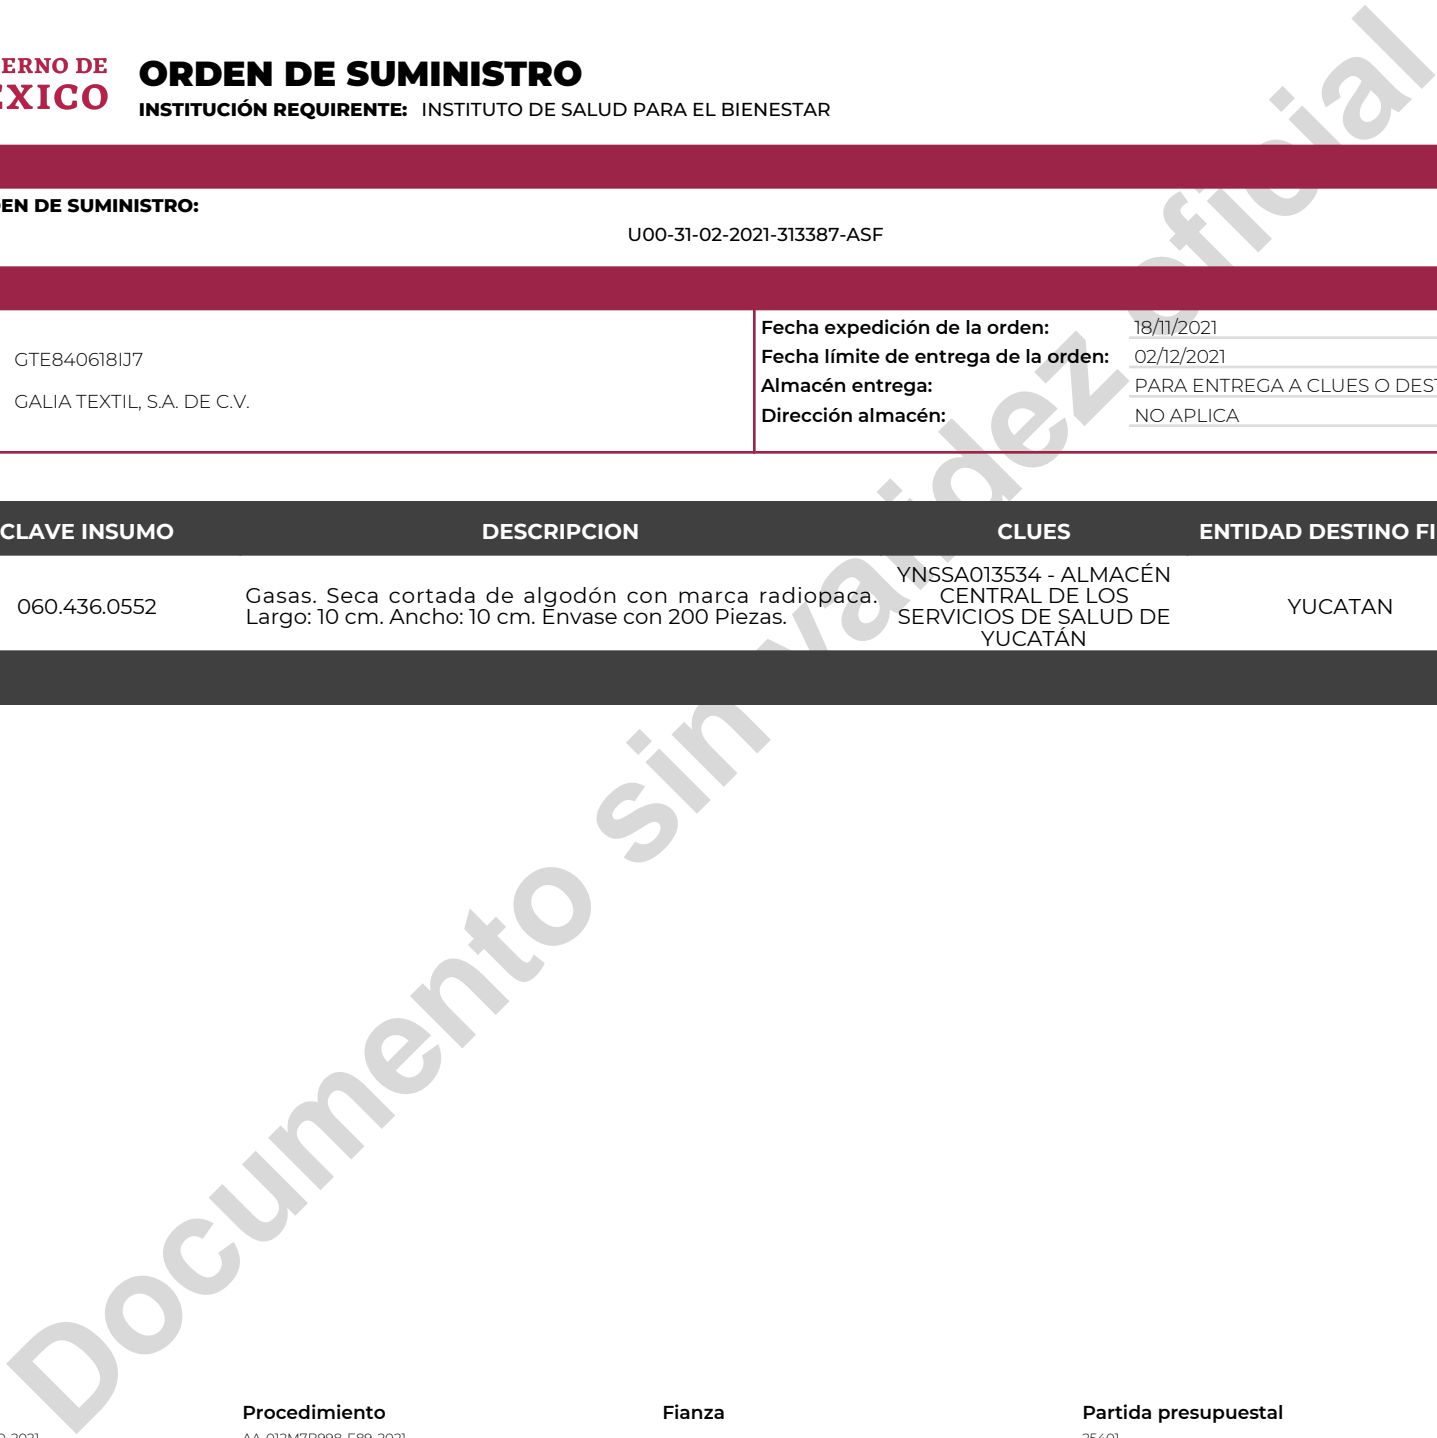 ERNO DE
EXICO
ORDEN DE SUMINISTRO
INSTITUCIÓN REQUIRENTE: INSTITUTO DE SALUD PARA EL BIENESTAR
EN DE SUMINISTRO:
U00-31-02-2021-313387-ASF
GTE840618IJ7
GALIA TEXTIL, S.A. DE C.V.
Fecha expedición de la orden: 18/11/2021
Fecha límite de entrega de la orden: 02/12/2021
Almacén entrega: PARA ENTREGA A CLUES O DEST
Dirección almacén: NO APLICA
CLAVE INSUMO DESCRIPCION CLUES ENTIDAD DESTINO FI
060.436.0552
Gasas. Seca cortada de algodón con marca radiopaca.
Largo: 10 cm. Ancho: 10 cm. Envase con 200 Piezas.
YNSSA013534 - ALMACÉN
CENTRAL DE LOS
SERVICIOS DE SALUD DE
YUCATÁN
YUCATAN
Documento sin validez oficial
Procedimiento Fianza Partida presupuestal